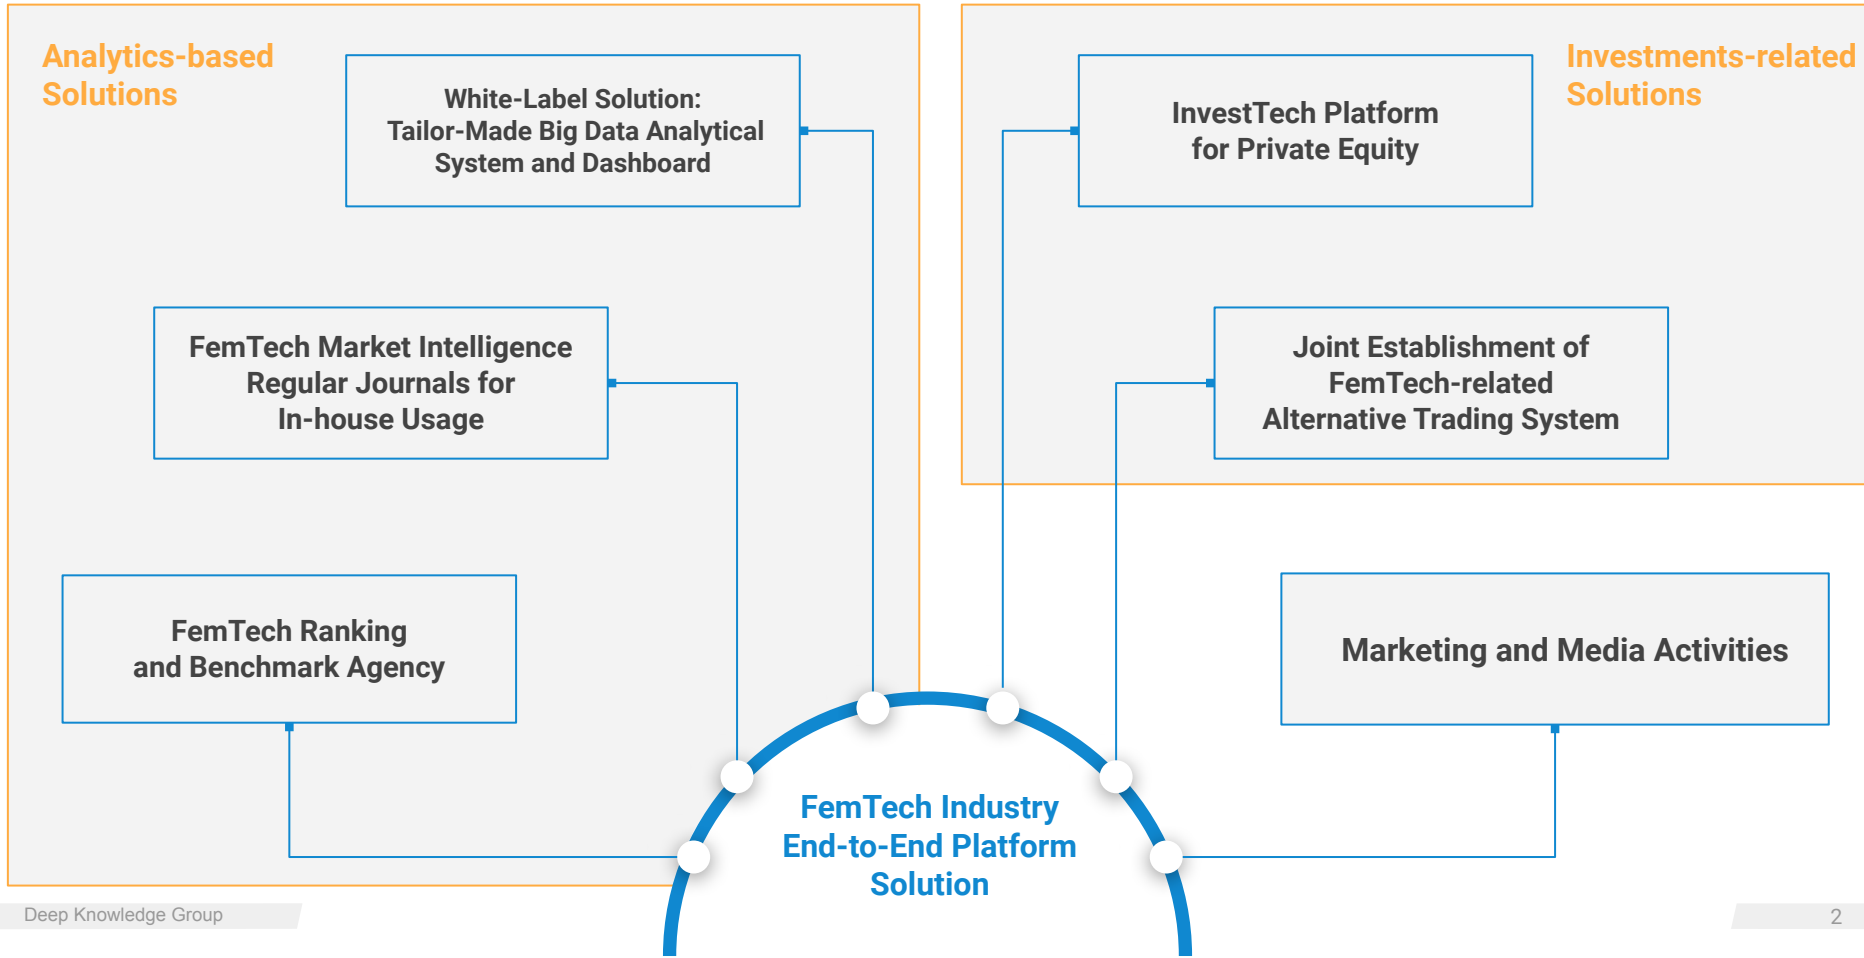 Analytics-based
Solutions
White-Label Solution:
Tailor-Made Big Data Analytical
System and Dashboard
FemTech Market Intelligence
Regular Journals for
In-house Usage
FemTech Ranking
and Benchmark Agency
Investments-related
Solutions
InvestTech Platform
for Private Equity
Joint Establishment of
FemTech-related
Alternative Trading System
Marketing and Media Activities
FemTech Industry
End-to-End Platform
Solution
Deep Knowledge Group
2